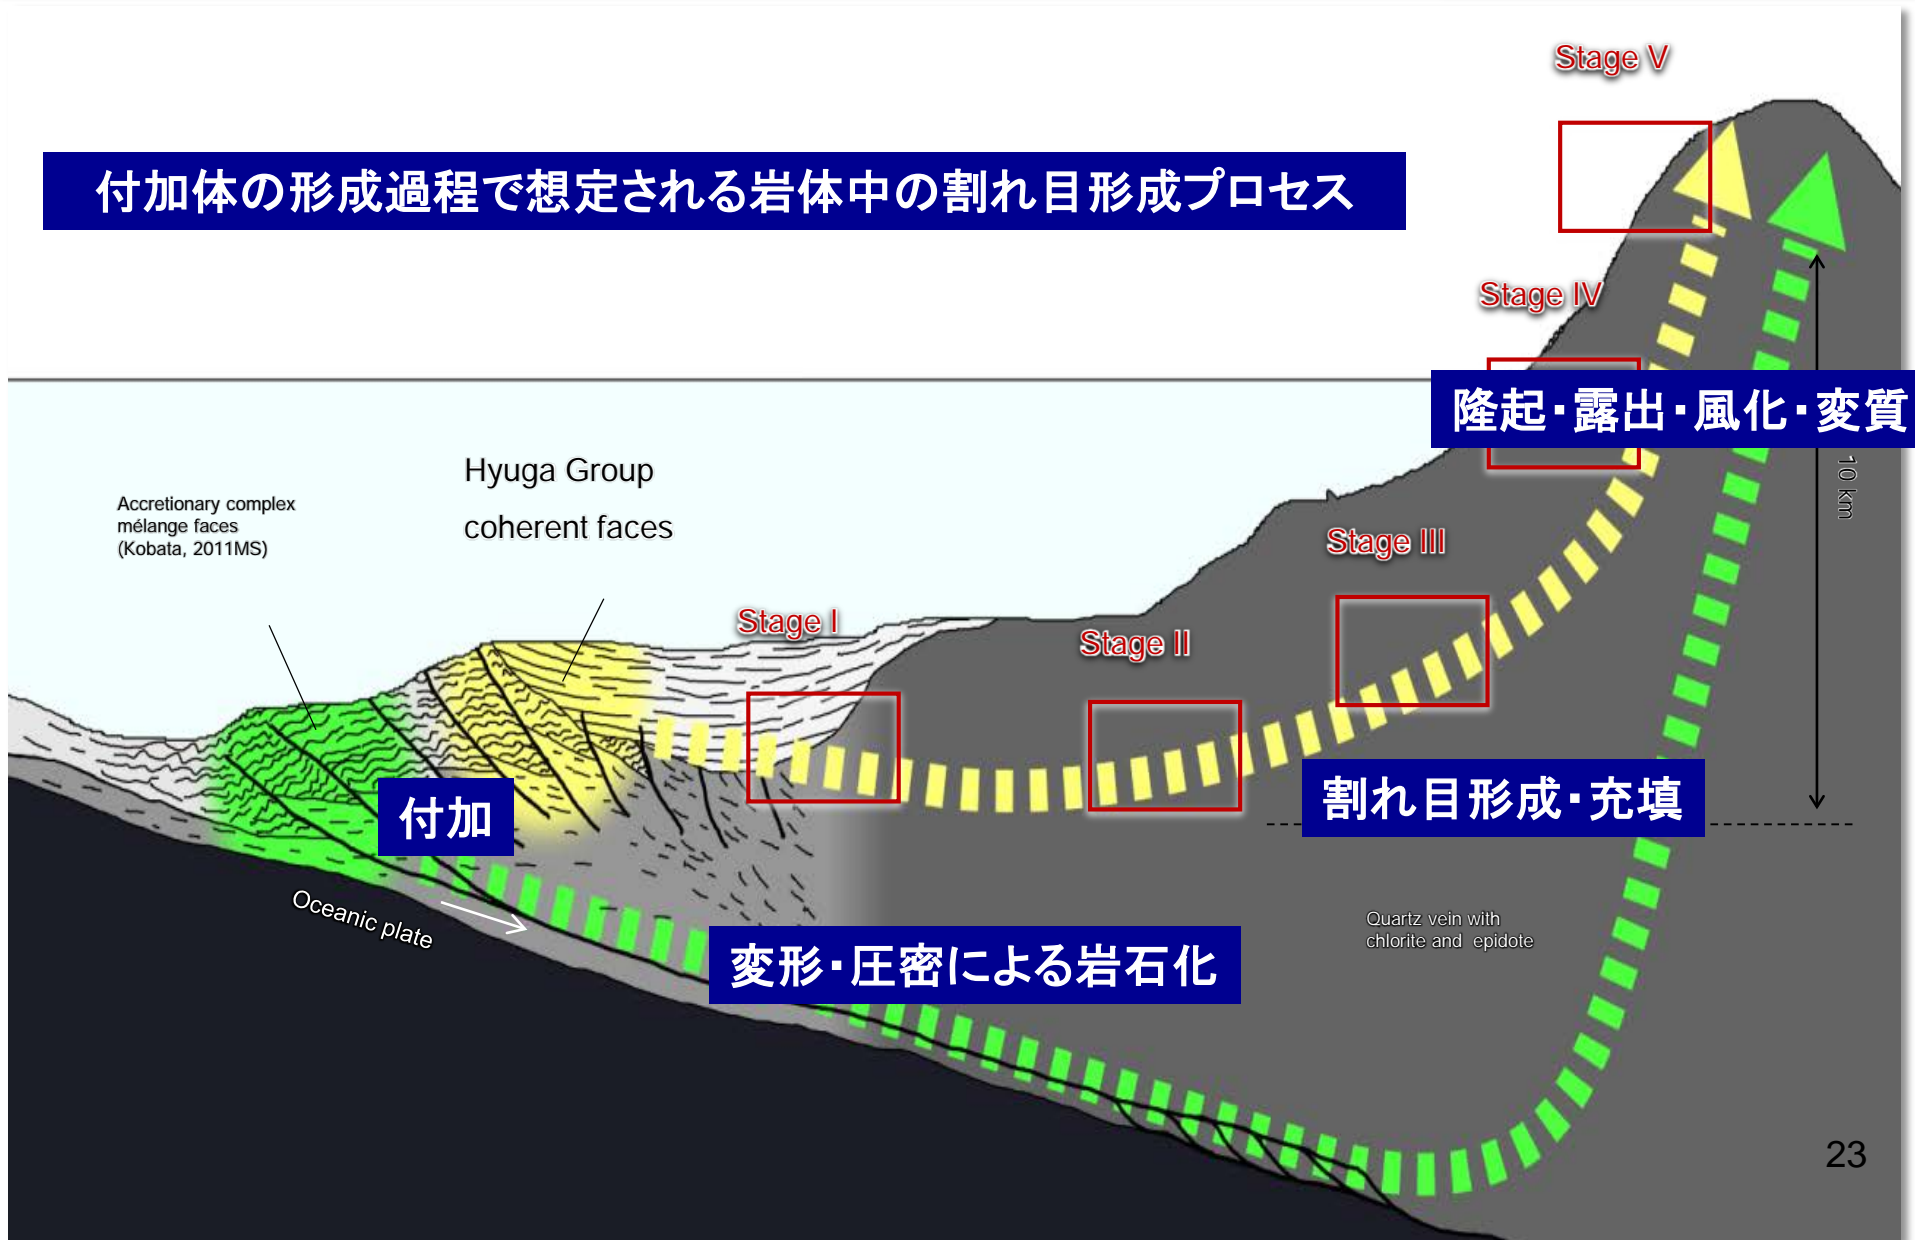 Stage V
付加体の形成過程で想定される岩体中の割れ目形成プロセス
Stage IV
隆起・露出・風化・変質
10 km
Hyuga Group
coherent faces
Accretionary complex
mélange faces
(Kobata, 2011MS)
Stage III
Stage I
Stage II
割れ目形成・充填
付加
Oceanic plate
Quartz vein with
chlorite and epidote
変形・圧密による岩石化
23